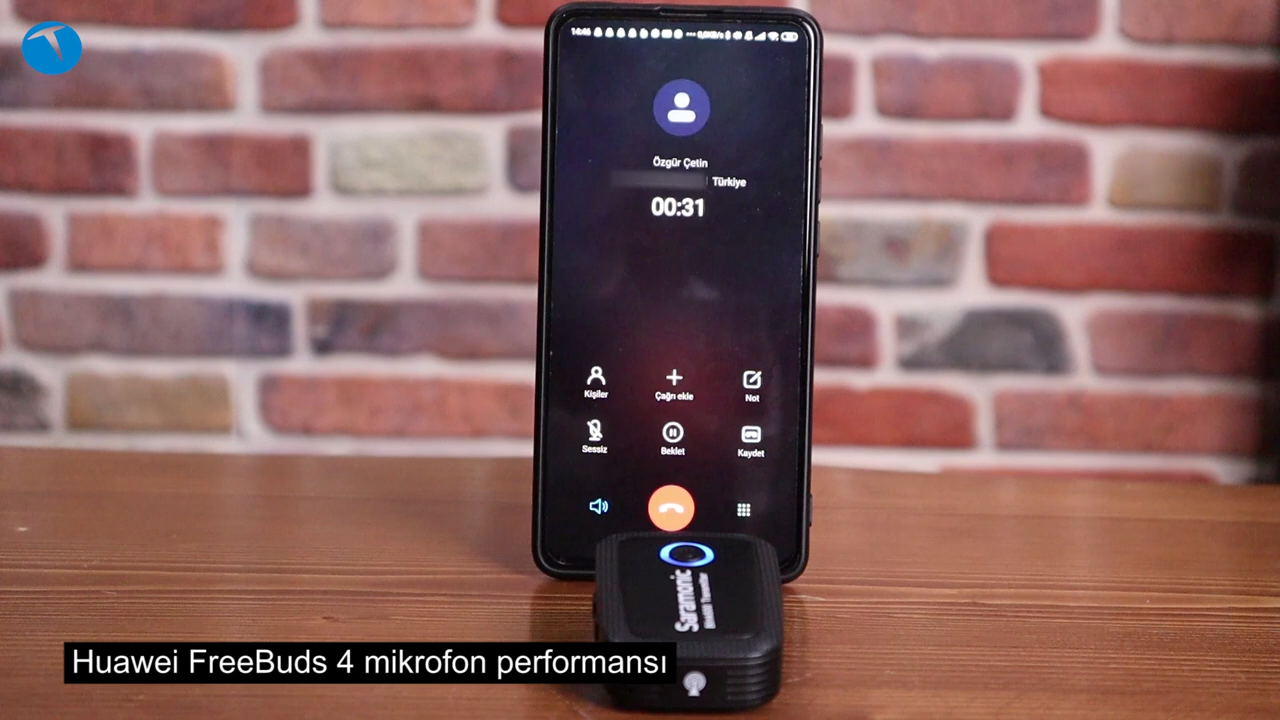 14:46
Özgür Çetin
Türkiye
00:31
Kişiler
Çağrı ekle
Not
Sessiz
Beklet
Kaydet
Saramonic
Huawei FreeBuds 4 mikrofon performansı